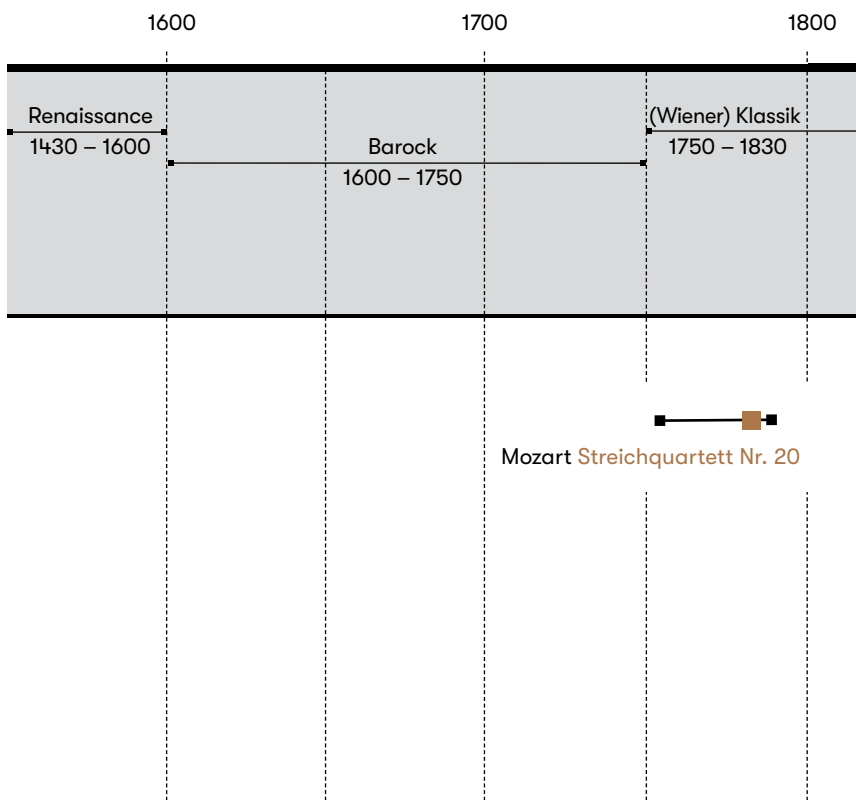 1600 1700 1800
Renaissance
1430 – 1600
Barock
1600 – 1750
(Wiener) Klassik
1750 – 1830
Mozart Streichquartett Nr. 20